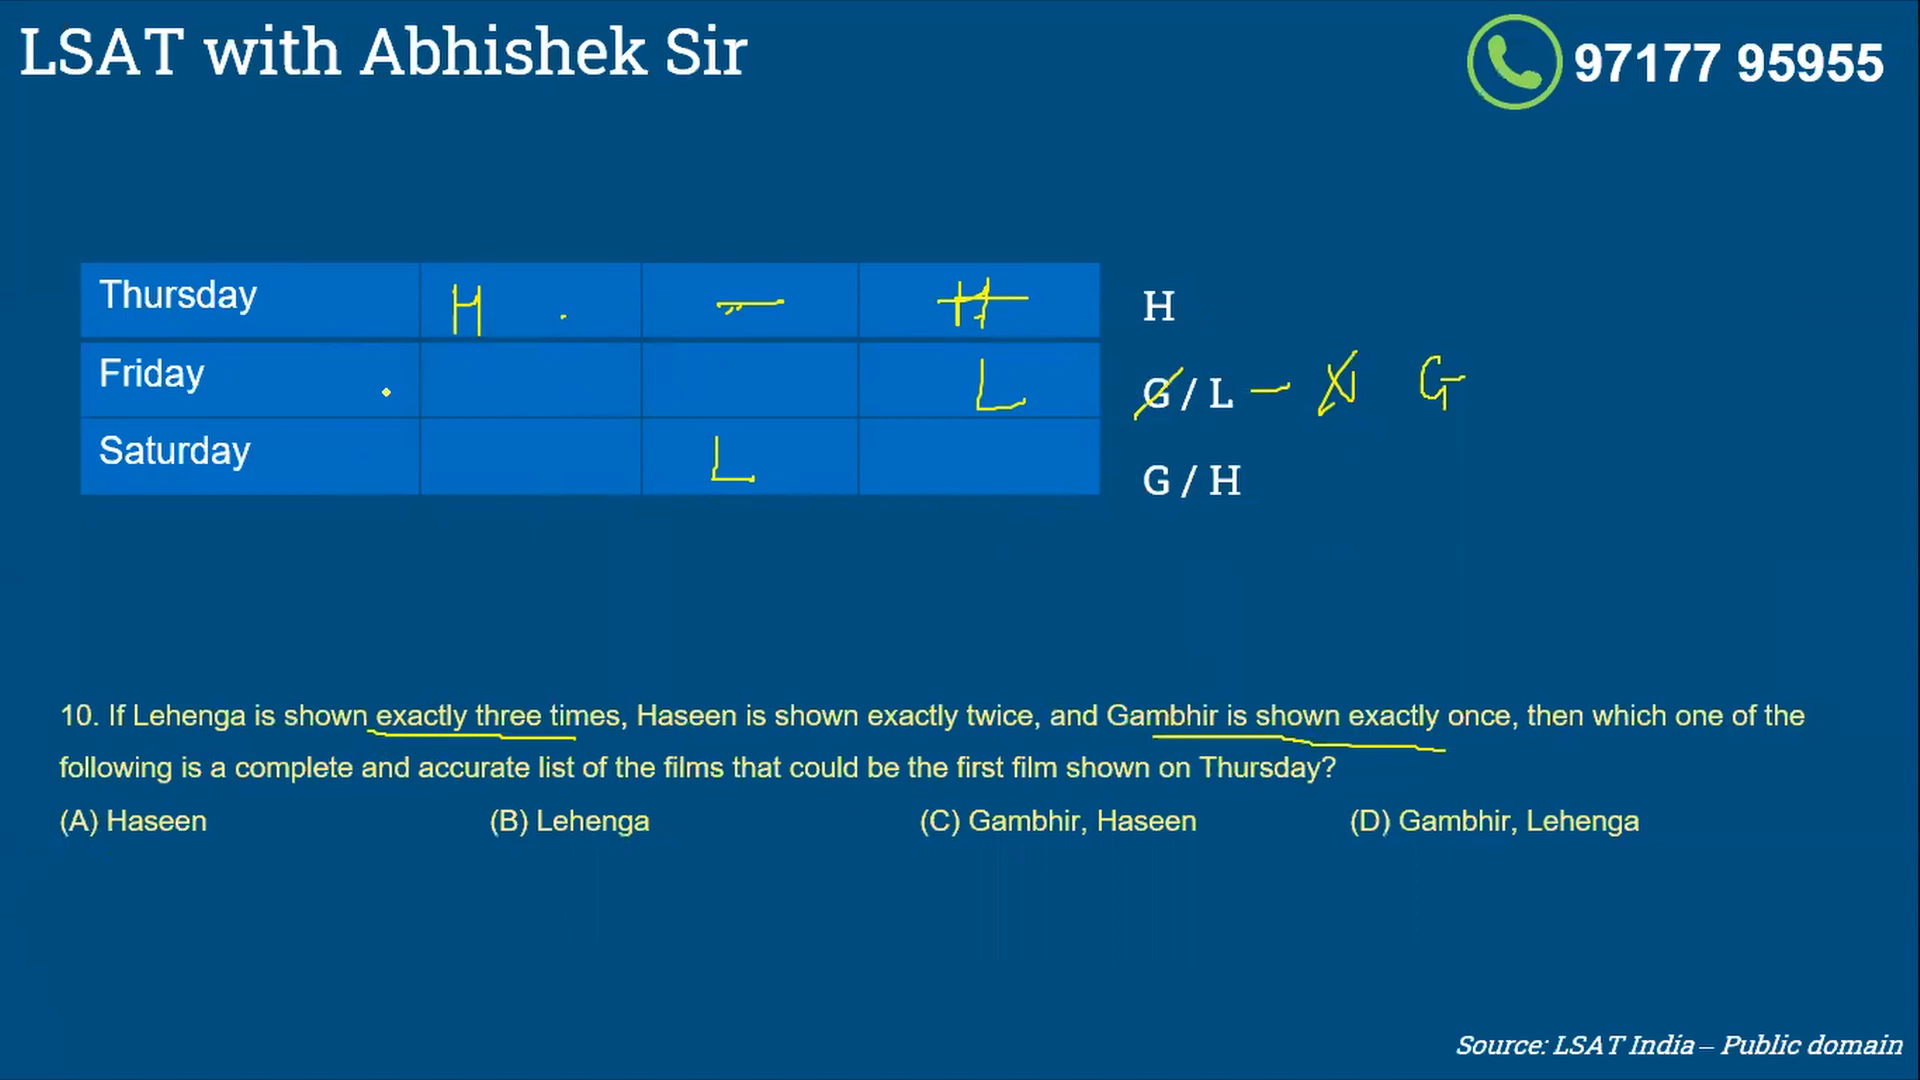 LSAT with Abhishek Sir
97177 95955
Thursday H - H H
Friday L G / L - G
Saturday L G / H
10. If Lehenga is shown exactly three times, Haseen is shown exactly twice, and Gambhir is shown exactly once, then which one of the
following is a complete and accurate list of the films that could be the first film shown on Thursday?
(A) Haseen (B) Lehenga (C) Gambhir, Haseen (D) Gambhir, Lehenga
Source: LSAT India – Public domain